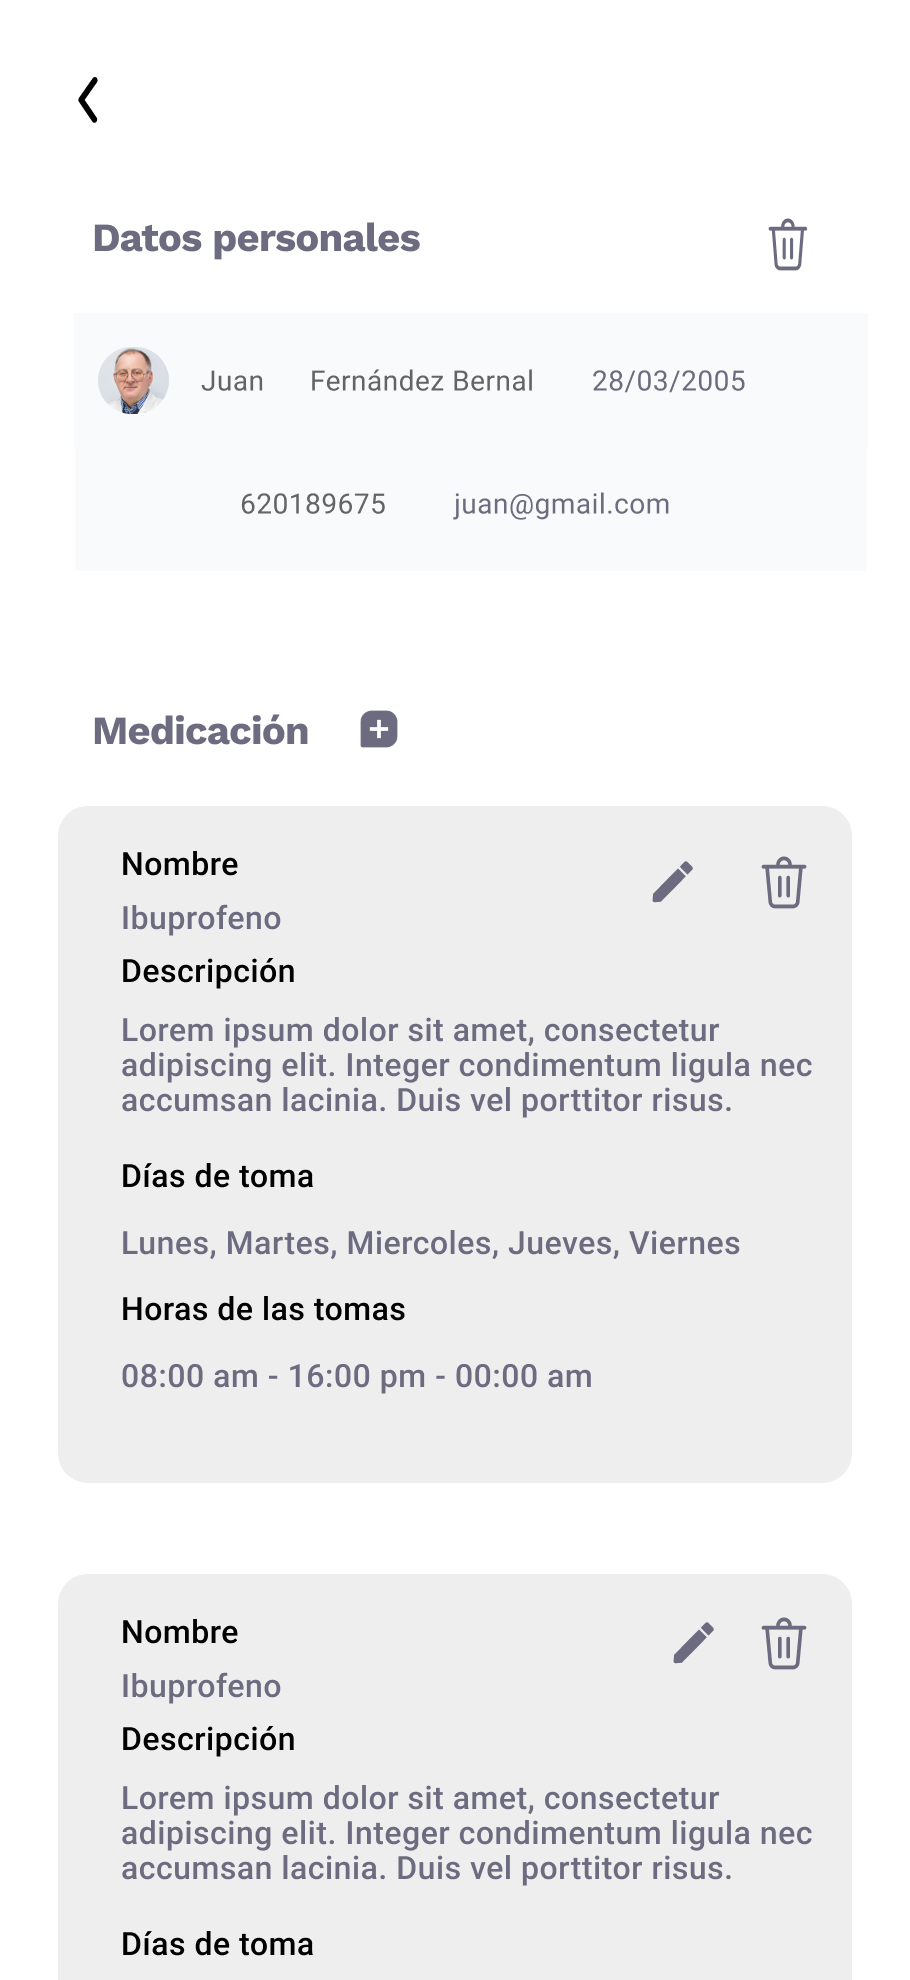 Datos personales
Juan Fernández Bernal 28/03/2005
620189675 juan@gmail.com
Medicación
Nombre
Ibuprofeno
Descripción
Lorem ipsum dolor sit amet, consectetur
adipiscing elit. Integer condimentum ligula nec
accumsan lacinia. Duis vel porttitor risus.
Días de toma
Lunes, Martes, Miercoles, Jueves, Viernes
Horas de las tomas
08:00 am - 16:00 pm - 00:00 am
Nombre
Ibuprofeno
Descripción
Lorem ipsum dolor sit amet, consectetur
adipiscing elit. Integer condimentum ligula nec
accumsan lacinia. Duis vel porttitor risus.
Días de toma